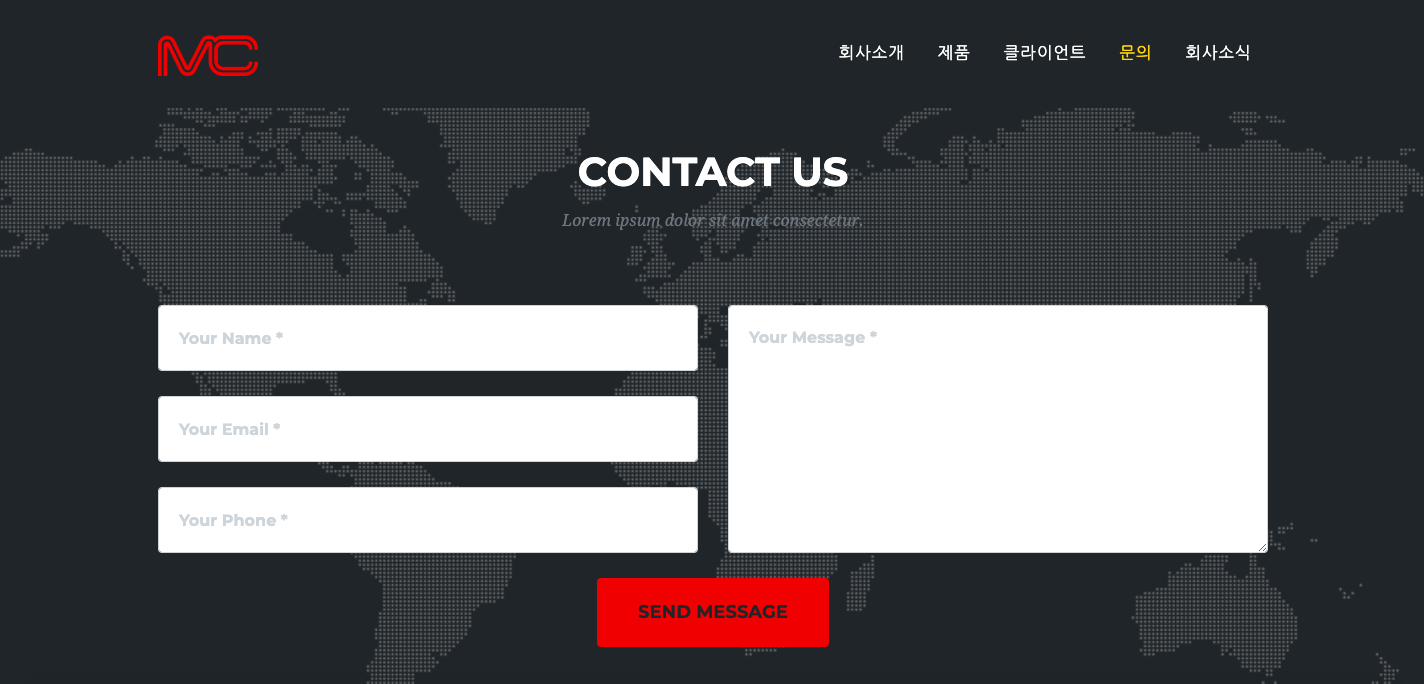 MC
회사소개 제품 클라이언트 문의 회사소식
CONTACT US
Lorem ipsum dolor sit amet consectetur.
Your Name *
Your Email *
Your Phone *
Your Message *
SEND MESSAGE